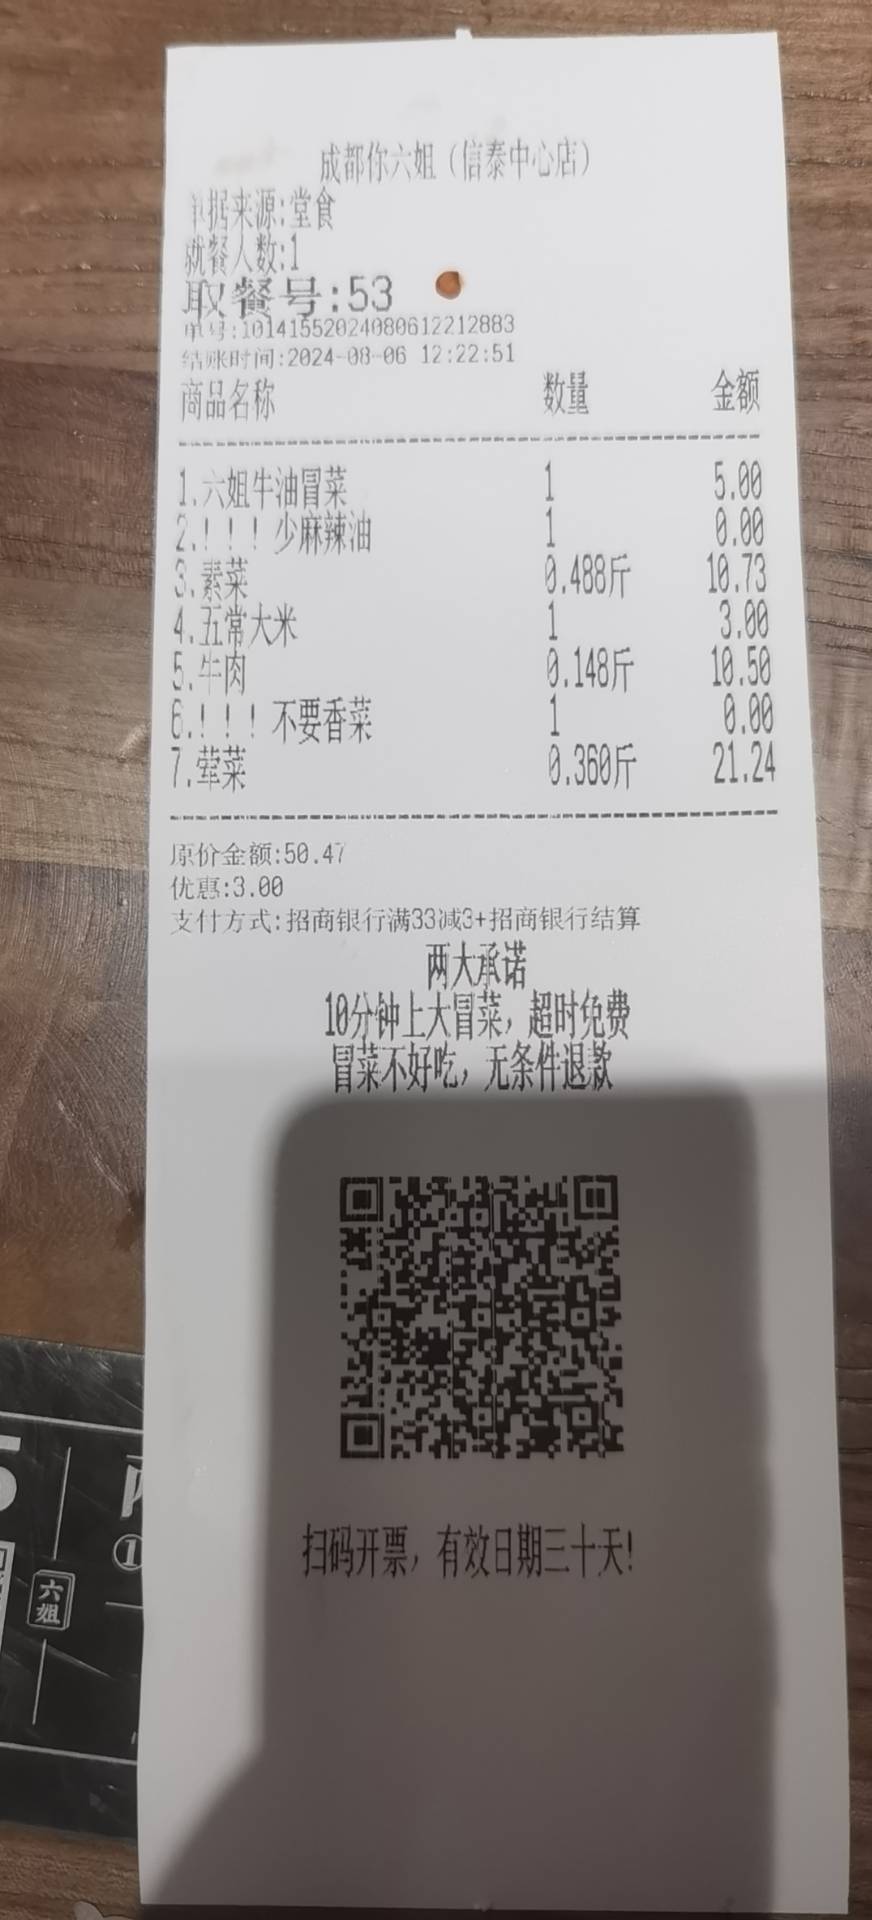 成都你六姐（信泰中心店）
单据来源:堂食
就餐人数:1
取餐号:53
单号:10141552024080612212883
结账时间:2024-08-06 12:22:51
商品名称 数量 金额
1.六姐牛油冒菜 1 5.00
2.！！！少麻辣油 1 0.00
3.素菜 0.488斤 10.73
4.五常大米 1 3.00
5.牛肉 0.148斤 10.50
6.！！！不要香菜 1 0.00
7.荤菜 0.360斤 21.24
原价金额:50.47
优惠:3.00
支付方式:招商银行满33减3+招商银行结算
两大承诺
10分钟上大冒菜，超时免费
冒菜不好吃，无条件退款
扫码开票，有效日期三十天!
①
六姐